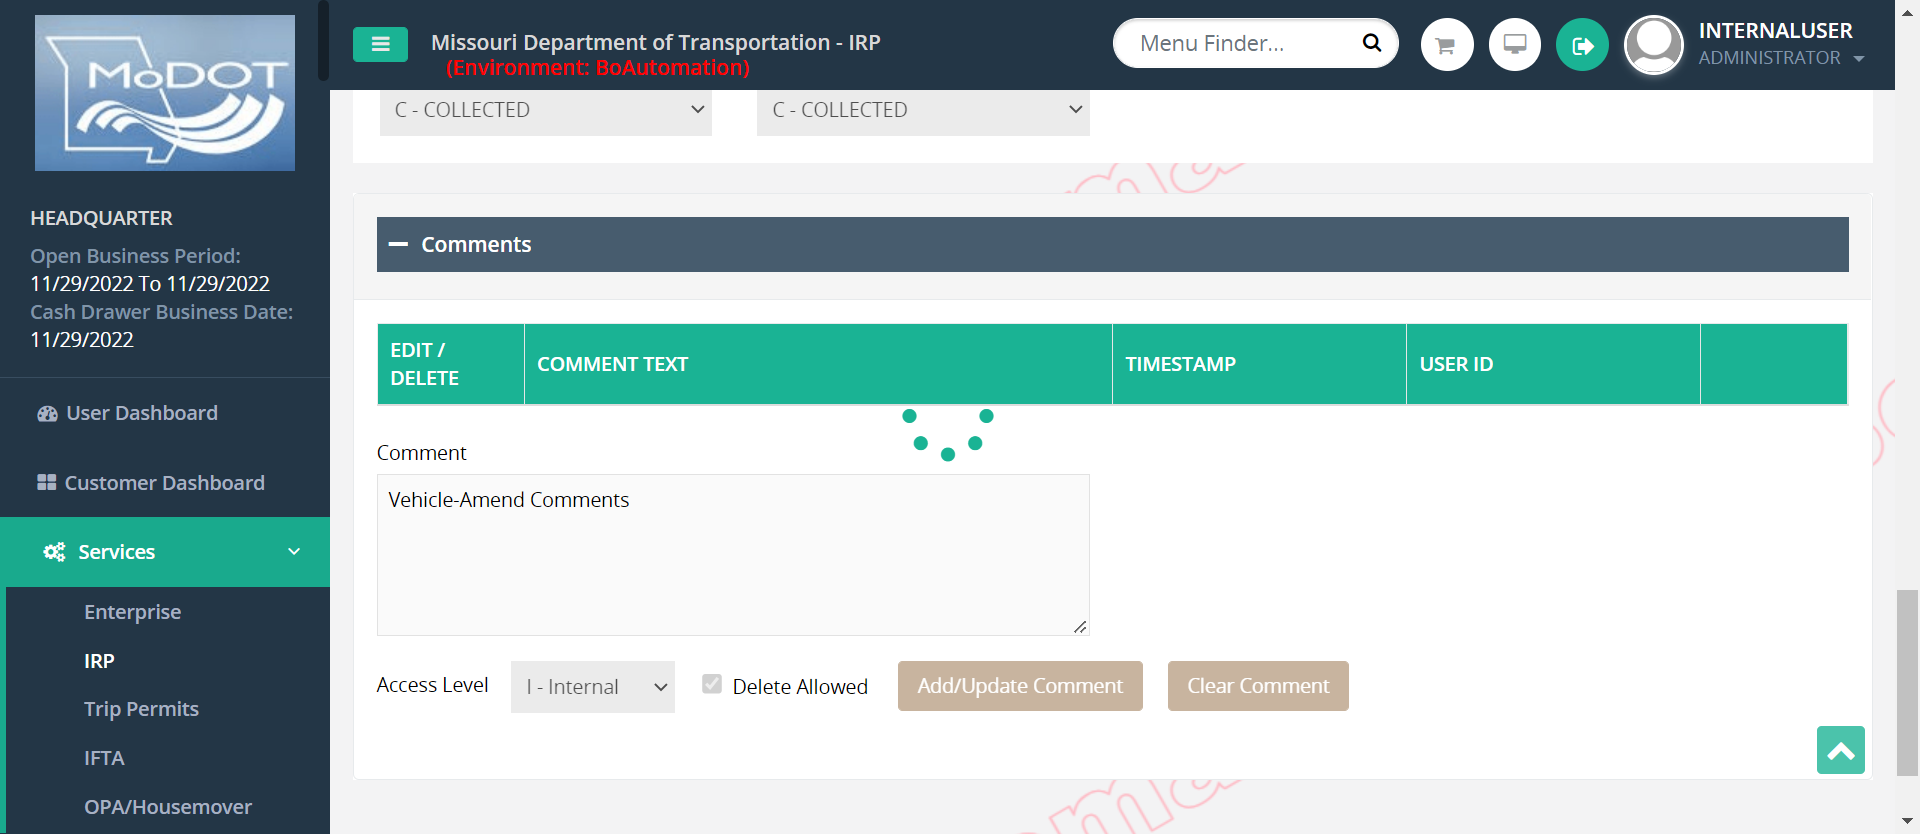 MoDOT
HEADQUARTER
Open Business Period:
11/29/2022 To 11/29/2022
Cash Drawer Business Date:
11/29/2022
User Dashboard
Customer Dashboard
Services
Enterprise
IRP
Trip Permits
IFTA
OPA/Housemover
Missouri Department of Transportation - IRP
(Environment: BoAutomation)
Menu Finder...
INTERNALUSER
ADMINISTRATOR
C - COLLECTED
C - COLLECTED
Comments
EDIT / DELETE
COMMENT TEXT
TIMESTAMP
USER ID
Comment
Vehicle-Amend Comments
Access Level
I - Internal
Delete Allowed
Add/Update Comment
Clear Comment